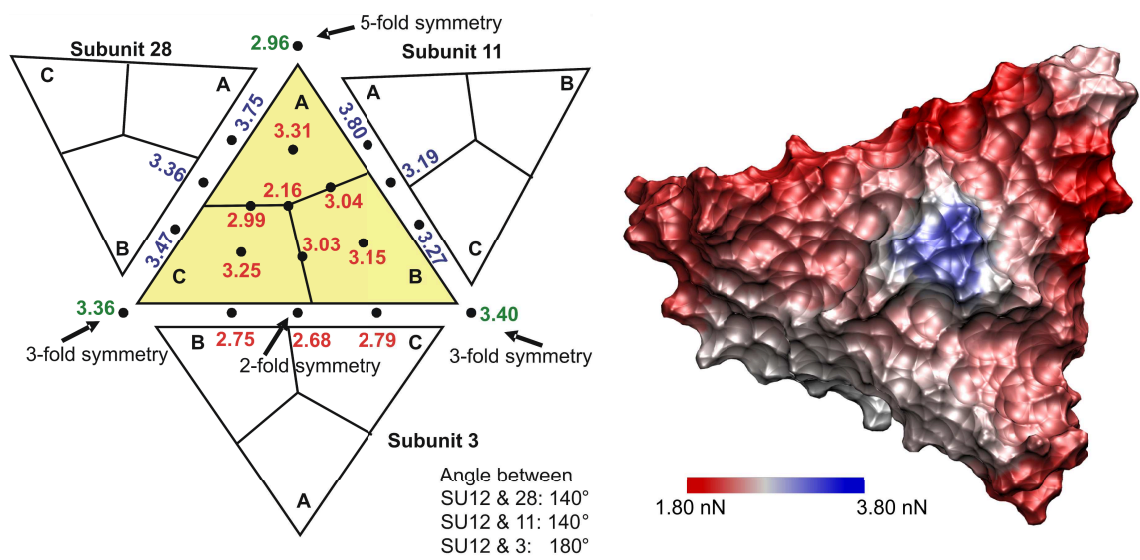 5-fold symmetry
2.96
Subunit 28
Subunit 11
C
A
A
A
B
3.75
3.80
3.31
3.36
3.19
2.16
2.99
3.04
3.03
3.47
3.25
3.15
3.27
B
C
B
C
3.36
3.40
3-fold symmetry
B
2.75
2.68
2.79
C
3-fold symmetry
2-fold symmetry
Subunit 3
A
Angle between
SU12 & 28: 140°
SU12 & 11: 140°
SU12 & 3: 180°
1.80 nN
3.80 nN